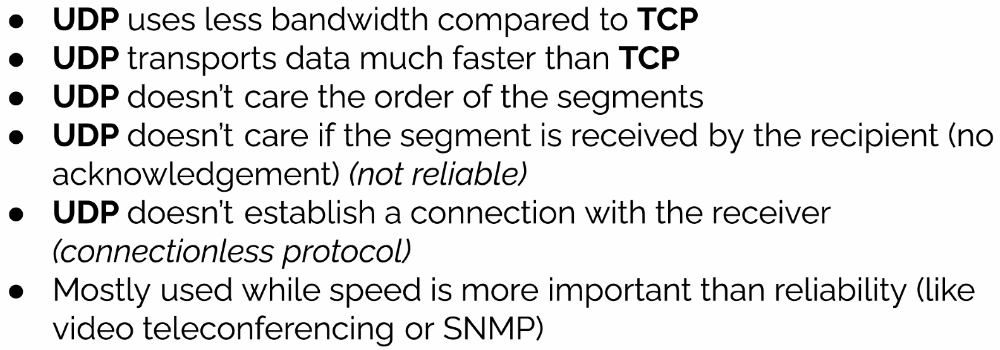 ● UDP uses less bandwidth compared to TCP
● UDP transports data much faster than TCP
● UDP doesn't care the order of the segments
● UDP doesn't care if the segment is received by the recipient (no
acknowledgement) (not reliable)
● UDP doesn't establish a connection with the receiver
(connectionless protocol)
● Mostly used while speed is more important than reliability (like
video teleconferencing or SNMP)